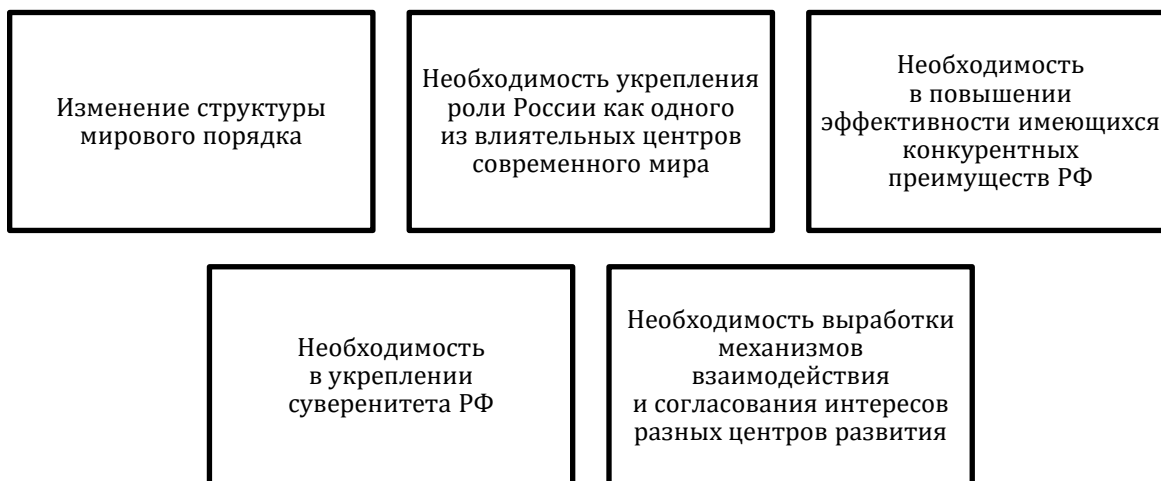 Изменение структуры
мирового порядка
Необходимость укрепления
роли России как одного
из влиятельных центров
современного мира
Необходимость
в повышении
эффективности имеющихся
конкурентных
преимуществ РФ
Необходимость
в укреплении
суверенитета РФ
Необходимость выработки
механизмов
взаимодействия
и согласования интересов
разных центров развития